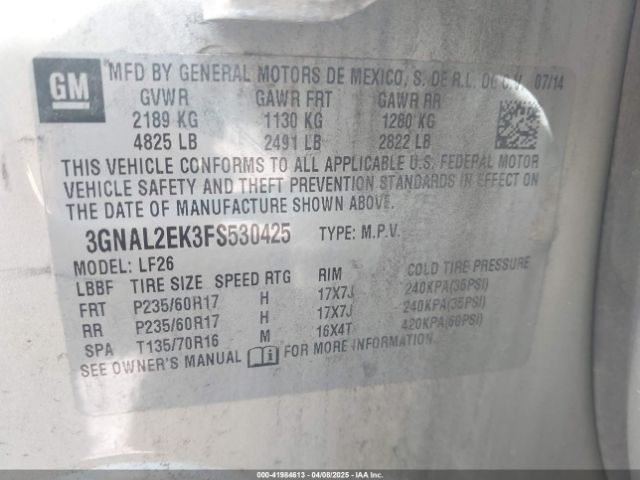 GM
MFD BY GENERAL MOTORS DE MEXICO, S. DE R.L. DE C.V. 07/14
GVWR GAWR FRT GAWR RR
2189 KG 1130 KG 1280 KG
4825 LB 2491 LB 2822 LB
THIS VEHICLE CONFORMS TO ALL APPLICABLE U.S. FEDERAL MOTOR
VEHICLE SAFETY AND THEFT PREVENTION STANDARDS IN EFFECT ON
THE DATE OF MANUFACTURE SHOWN ABOVE.
3GNAL2EK3FS530425 TYPE: M.P.V.
MODEL: LF26
LBBF TIRE SIZE SPEED RTG RIM COLD TIRE PRESSURE
FRT P235/60R17 H 17X7J 240KPA(35PSI)
RR P235/60R17 H 17X7J 240KPA(35PSI)
SPA T135/70R16 M 16X4T 420KPA(60PSI)
SEE OWNER'S MANUAL FOR MORE INFORMATION.
000-41984613 04/08/2025 IAA Inc.